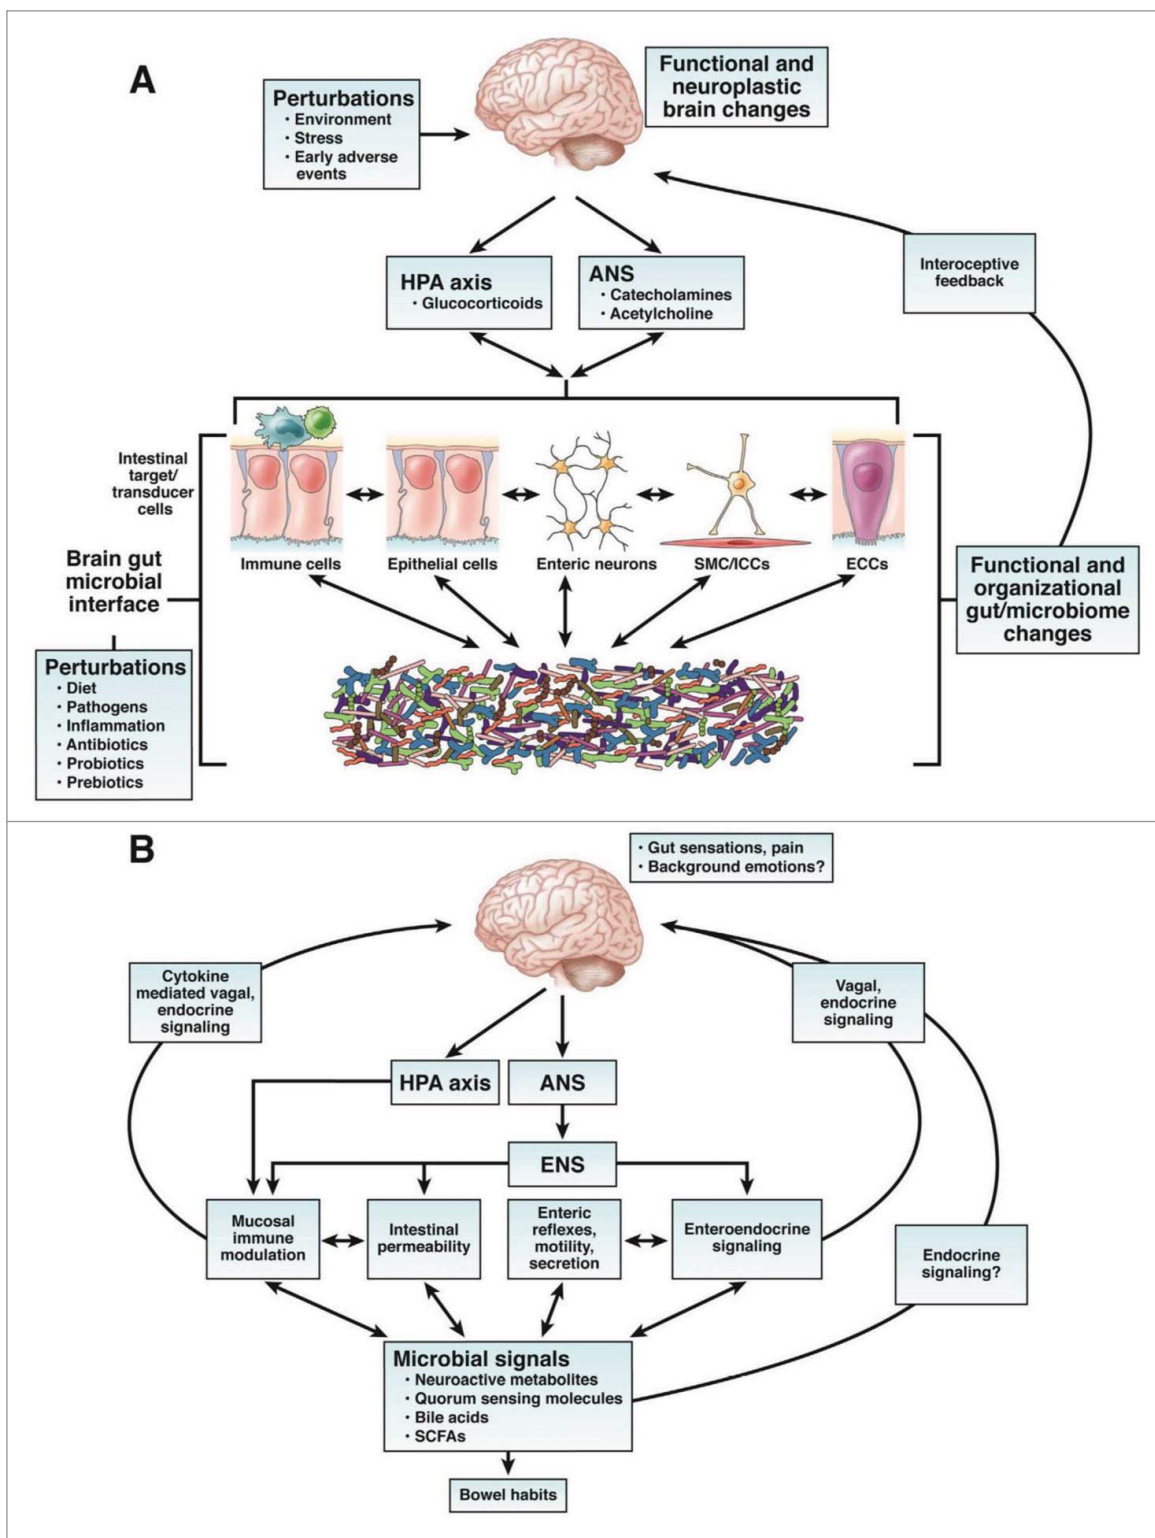 A
Perturbations
• Environment
• Stress
• Early adverse
events
Functional and
neuroplastic
brain changes
HPA axis
• Glucocorticoids
ANS
• Catecholamines
• Acetylcholine
Interoceptive
feedback
Intestinal
target/
transducer
cells
Immune cells
Epithelial cells
Enteric neurons
SMC/ICCs
ECCs
Brain gut
microbial
interface
Functional and
organizational
gut/microbiome
changes
Perturbations
• Diet
• Pathogens
• Inflammation
• Antibiotics
• Probiotics
• Prebiotics
B
• Gut sensations, pain
• Background emotions?
Cytokine
mediated vagal,
endocrine
signaling
Vagal,
endocrine
signaling
HPA axis
ANS
ENS
Mucosal
immune
modulation
Intestinal
permeability
Enteric
reflexes,
motility,
secretion
Enteroendocrine
signaling
Endocrine
signaling?
Microbial signals
• Neuroactive metabolites
• Quorum sensing molecules
• Bile acids
• SCFAs
Bowel habits